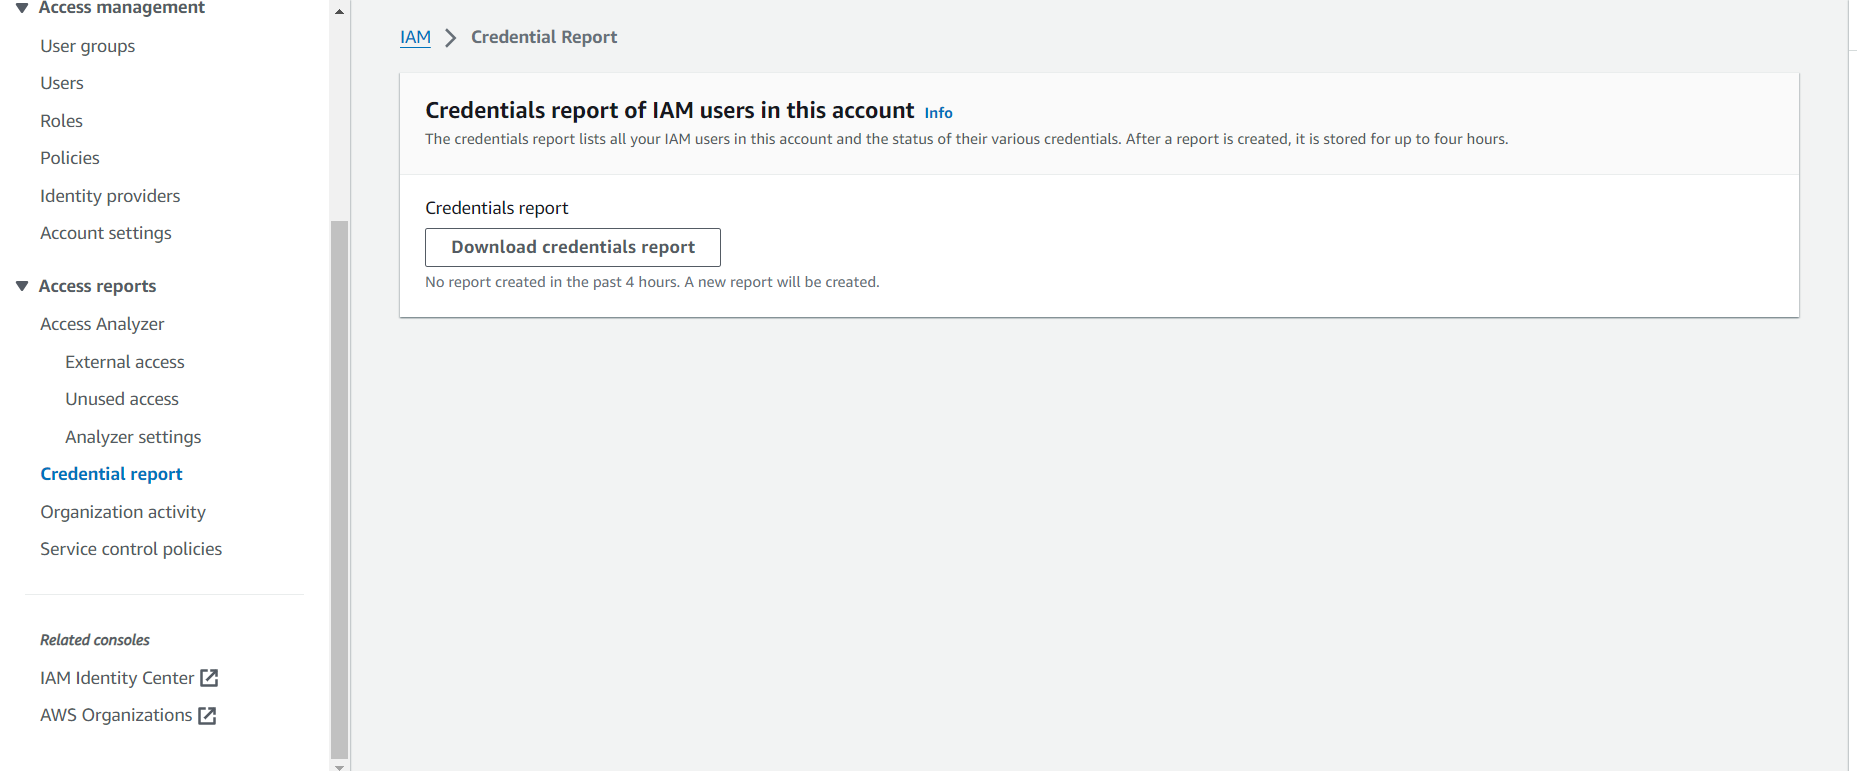 Access management
User groups
Users
Roles
Policies
Identity providers
Account settings
Access reports
Access Analyzer
External access
Unused access
Analyzer settings
Credential report
Organization activity
Service control policies
Related consoles
IAM Identity Center
AWS Organizations
IAM > Credential Report
Credentials report of IAM users in this account Info
The credentials report lists all your IAM users in this account and the status of their various credentials. After a report is created, it is stored for up to four hours.
Credentials report
Download credentials report
No report created in the past 4 hours. A new report will be created.